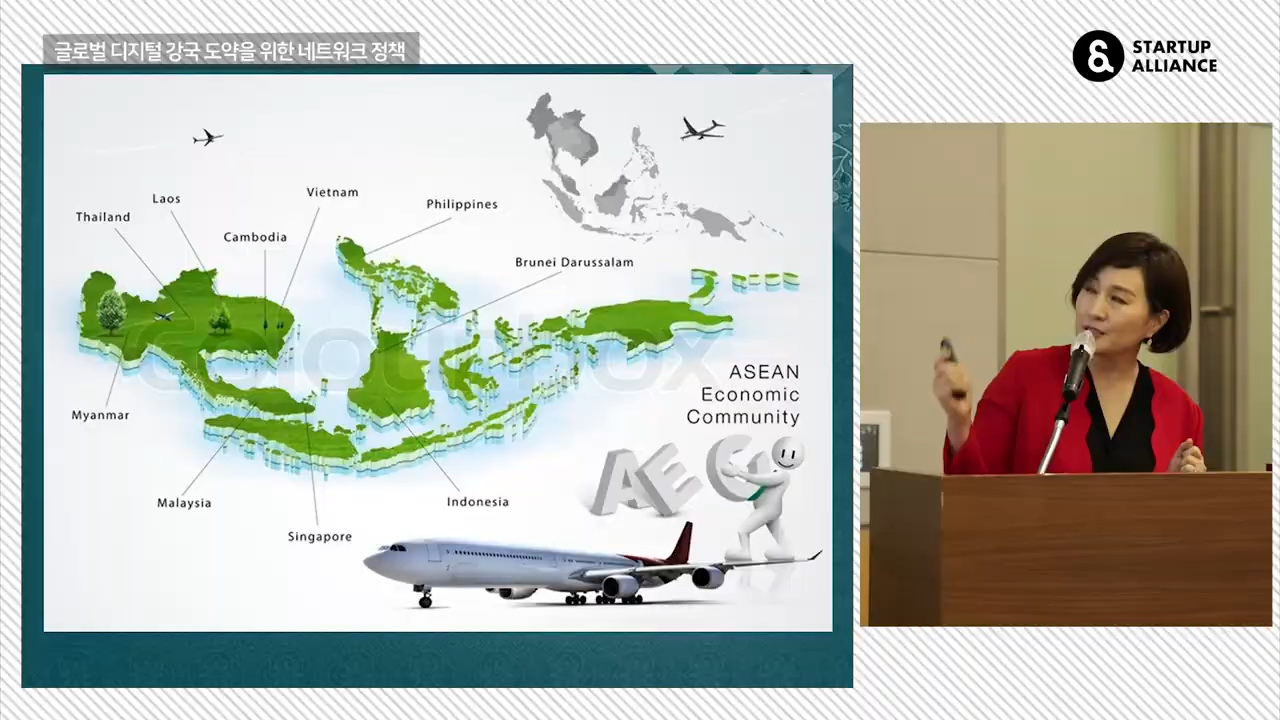 글로벌 디지털 강국 도약을 위한 네트워크 정책
STARTUP
ALLIANCE
Vietnam
Laos
Philippines
Thailand
Cambodia
Brunei Darussalam
colourbox
ASEAN
Economic
Community
Myanmar
AEC
Malaysia
Indonesia
Singapore